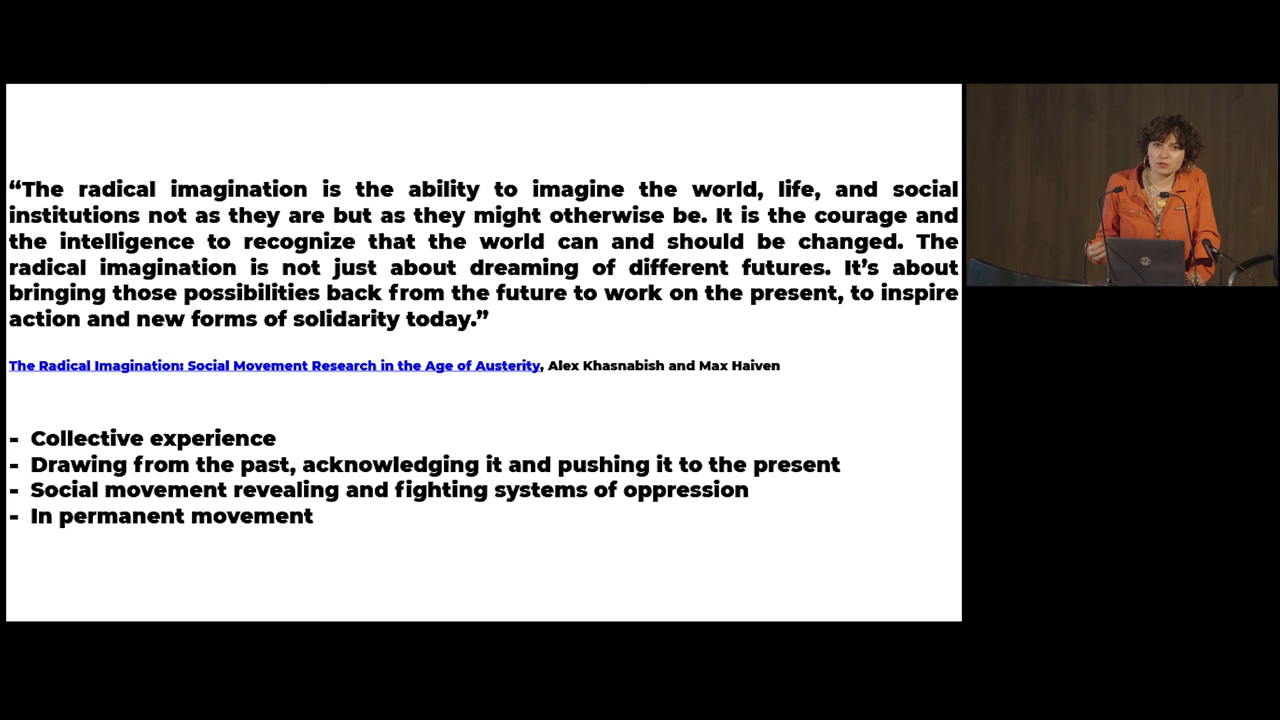 “The radical imagination is the ability to imagine the world, life, and social
institutions not as they are but as they might otherwise be. It is the courage and
the intelligence to recognize that the world can and should be changed. The
radical imagination is not just about dreaming of different futures. It’s about
bringing those possibilities back from the future to work on the present, to inspire
action and new forms of solidarity today.”
The Radical Imagination: Social Movement Research in the Age of Austerity, Alex Khasnabish and Max Haiven
- Collective experience
- Drawing from the past, acknowledging it and pushing it to the present
- Social movement revealing and fighting systems of oppression
- In permanent movement